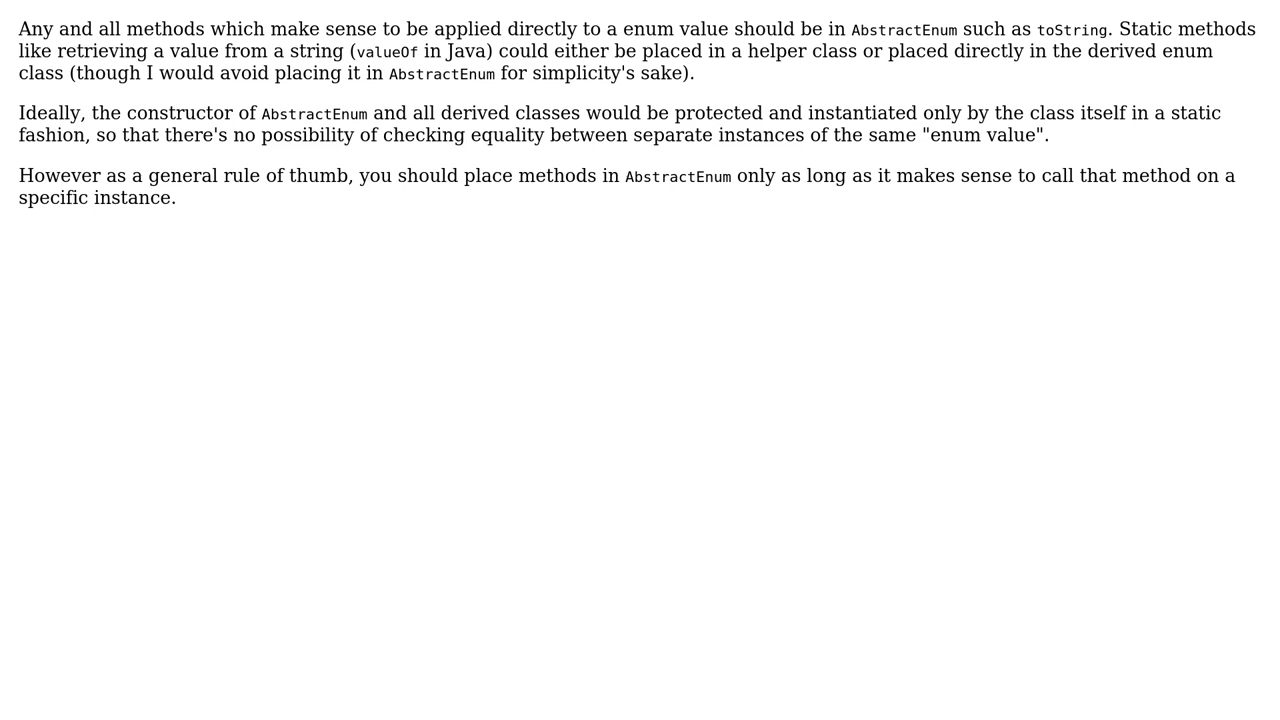 Any and all methods which make sense to be applied directly to a enum value should be in AbstractEnum such as toString. Static methods
like retrieving a value from a string (valueOf in Java) could either be placed in a helper class or placed directly in the derived enum
class (though I would avoid placing it in AbstractEnum for simplicity's sake).
Ideally, the constructor of AbstractEnum and all derived classes would be protected and instantiated only by the class itself in a static
fashion, so that there's no possibility of checking equality between separate instances of the same "enum value".
However as a general rule of thumb, you should place methods in AbstractEnum only as long as it makes sense to call that method on a
specific instance.